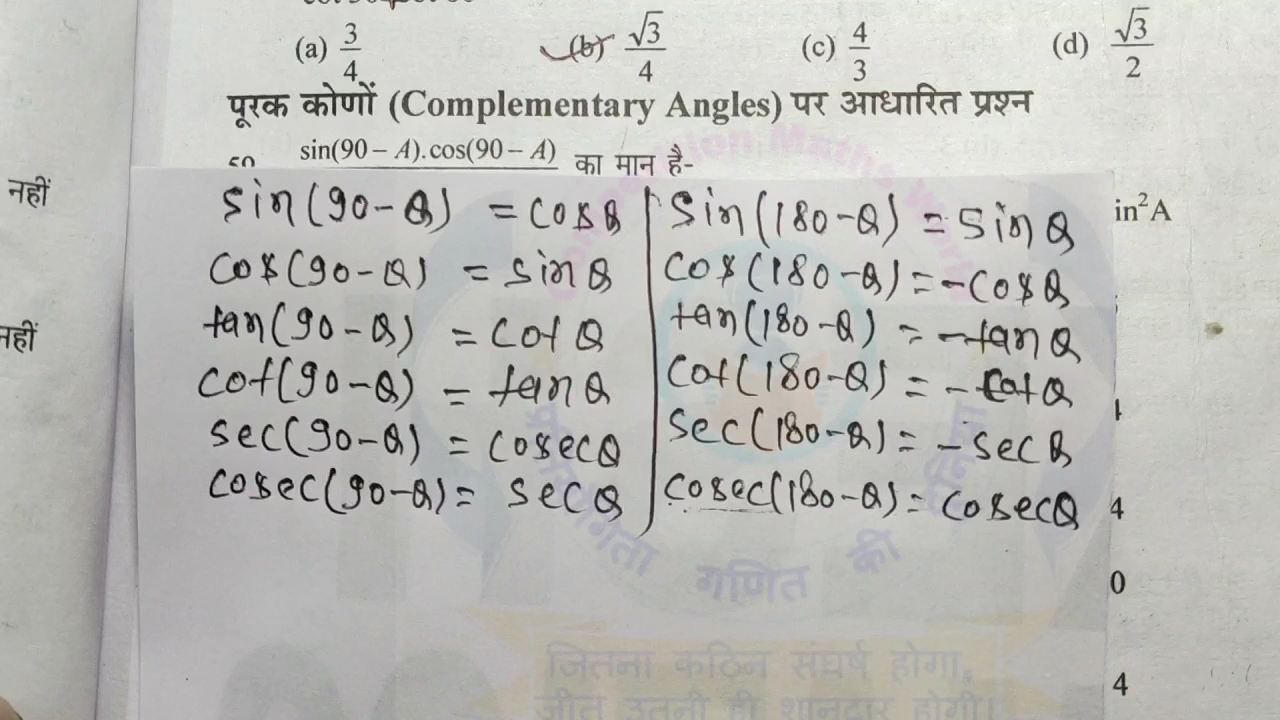 (a) 3/4 (b) √3/4 (c) 4/3 (d) √3/2
पूरक कोणों (Complementary Angles) पर आधारित प्रश्न
sin(90 – A).cos(90 – A) का मान है-
नहीं
in²A
sin(90-θ) = cosθ
sin(180-θ) = sinθ
cos(90-θ) = sinθ
cos(180-θ) = -cosθ
नहीं
tan(90-θ) = cotθ
tan(180-θ) = -tanθ
cot(90-θ) = tanθ
cot(180-θ) = -cotθ
sec(90-θ) = cosecθ
sec(180-θ) = -secθ
cosec(90-θ) = secθ
cosec(180-θ) = cosecθ
4
गणित की
0
जितना कठिन संघर्ष होगा,
जीत उतनी ही शानदार होगी।
4